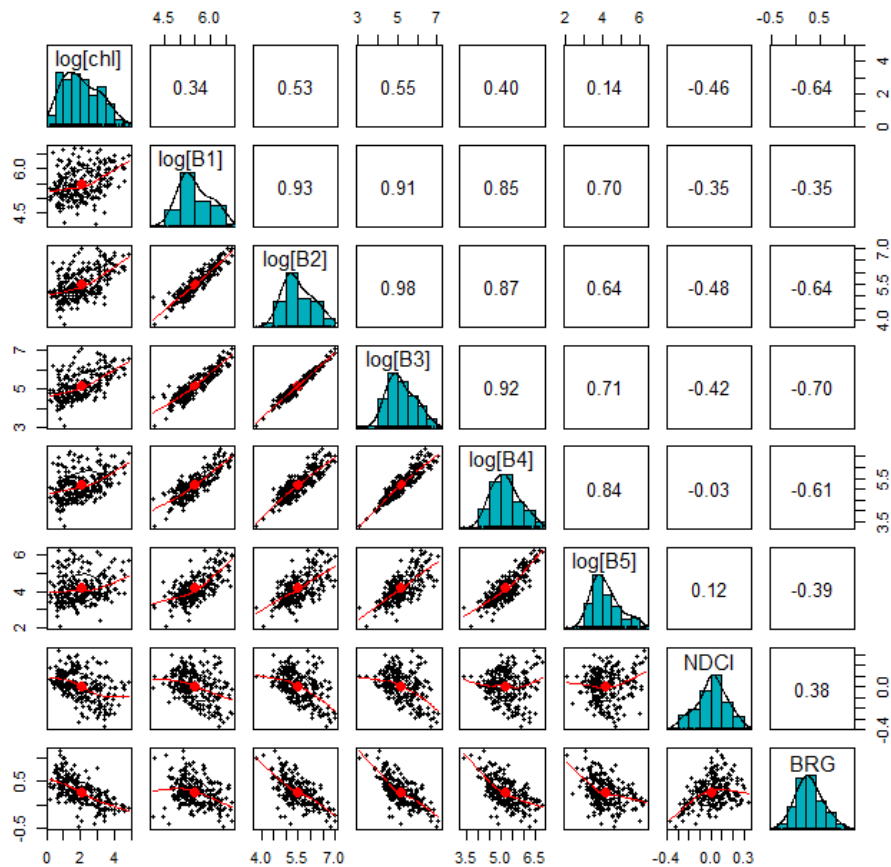 4.5 6.0
3 5 7
2 4 6
-0.5 0.5
log[chl]
0.34
0.53
0.55
0.40
0.14
-0.46
-0.64
0 2 4
4.5 6.0
log[B1]
0.93
0.91
0.85
0.70
-0.35
-0.35
log[B2]
0.98
0.87
0.64
-0.48
-0.64
4.0 5.5 7.0
3 5 7
log[B3]
0.92
0.71
-0.42
-0.70
log[B4]
0.84
-0.03
-0.61
3.5 5.5
2 4 6
log[B5]
0.12
-0.39
NDCI
0.38
-0.4 0.0
-0.5 0.5
BRG
0 2 4
4.0 5.5 7.0
3.5 5.0 6.5
-0.4 0.0 0.3